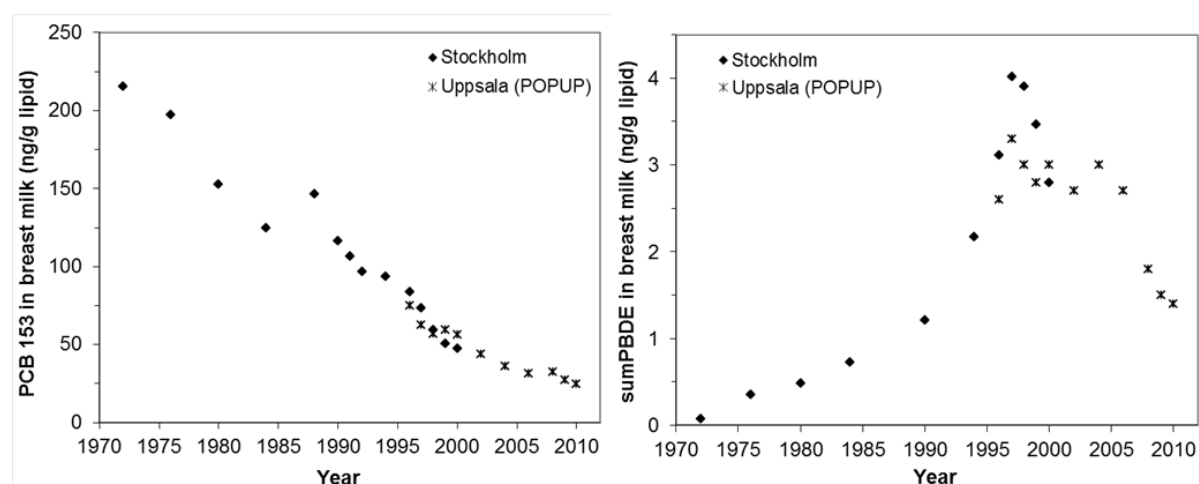 PCB 153 in breast milk (ng/g lipid)
250
200
150
100
50
0
Stockholm
Uppsala (POPUP)
1970 1975 1980 1985 1990 1995 2000 2005 2010
Year
sumPBDE in breast milk (ng/g lipid)
4
3
2
1
0
Stockholm
Uppsala (POPUP)
1970 1975 1980 1985 1990 1995 2000 2005 2010
Year